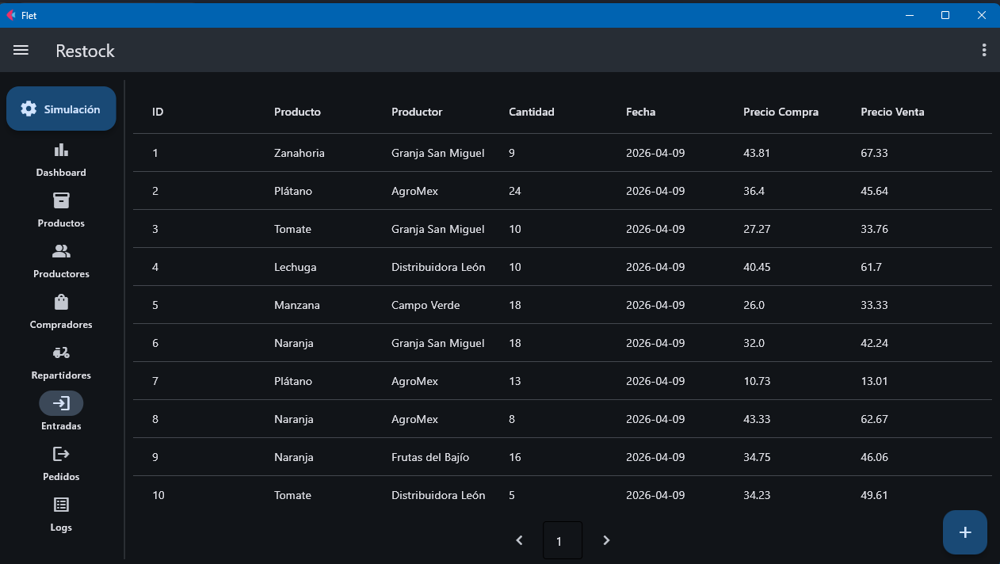 Flet
Restock
Simulación
Dashboard
Productos
Productores
Compradores
Repartidores
Entradas
Pedidos
Logs
ID Producto Productor Cantidad Fecha Precio Compra Precio Venta
1 Zanahoria Granja San Miguel 9 2026-04-09 43.81 67.33
2 Plátano AgroMex 24 2026-04-09 36.4 45.64
3 Tomate Granja San Miguel 10 2026-04-09 27.27 33.76
4 Lechuga Distribuidora León 10 2026-04-09 40.45 61.7
5 Manzana Campo Verde 18 2026-04-09 26.0 33.33
6 Naranja Granja San Miguel 18 2026-04-09 32.0 42.24
7 Plátano AgroMex 13 2026-04-09 10.73 13.01
8 Naranja AgroMex 8 2026-04-09 43.33 62.67
9 Naranja Frutas del Bajío 16 2026-04-09 34.75 46.06
10 Tomate Distribuidora León 5 2026-04-09 34.23 49.61
1